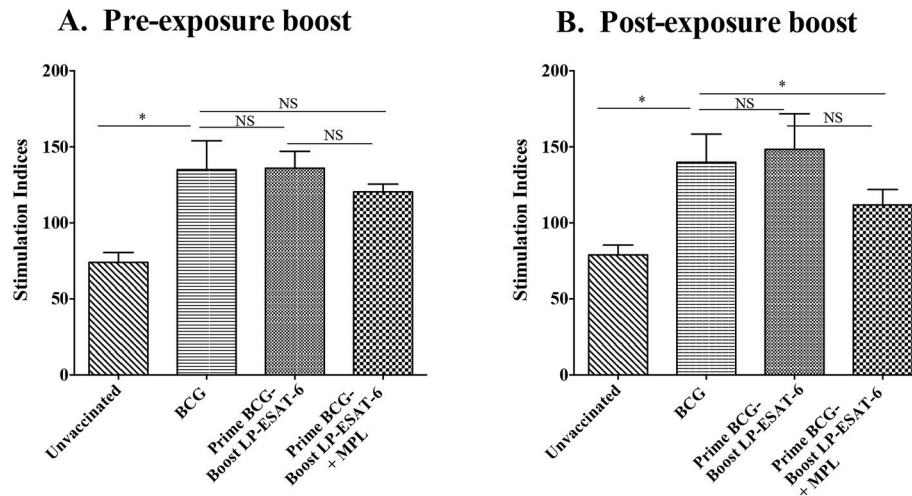 A. Pre-exposure boost
200
150
100
50
0
Stimulation Indices
*
NS
NS
NS
Unvaccinated
BCG
Prime BCG-
Boost LP-ESAT-6
Prime BCG-
Boost LP-ESAT-6
+ MPL
B. Post-exposure boost
200
150
100
50
0
Stimulation Indices
*
*
NS
NS
Unvaccinated
BCG
Prime BCG-
Boost LP-ESAT-6
Prime BCG-
Boost LP-ESAT-6
+ MPL